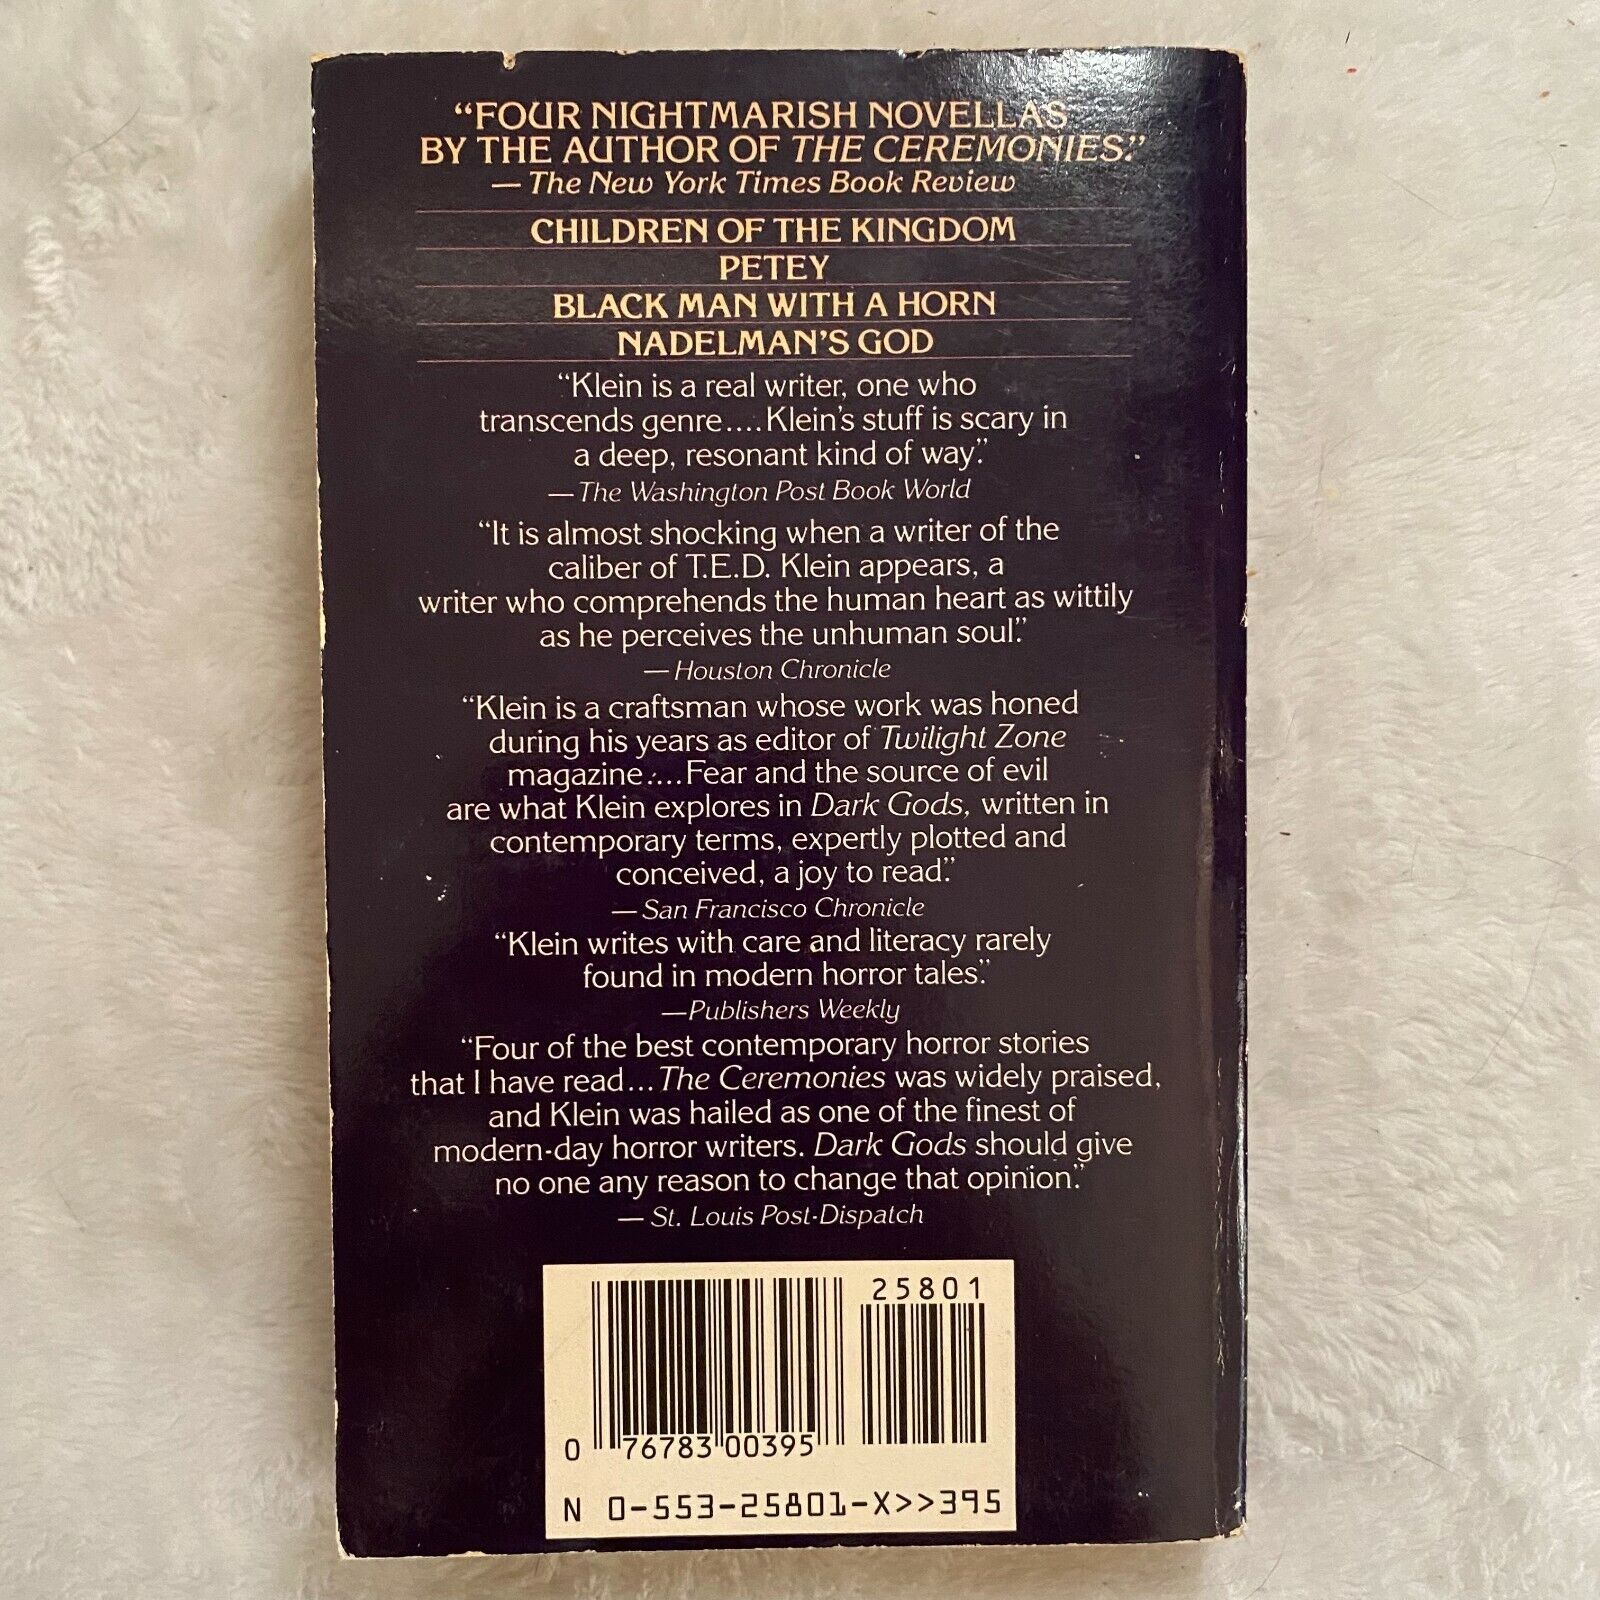 “FOUR NIGHTMARISH NOVELLAS
BY THE AUTHOR OF THE CEREMONIES.”
— The New York Times Book Review
CHILDREN OF THE KINGDOM
PETEY
BLACK MAN WITH A HORN
NADELMAN'S GOD
“Klein is a real writer, one who
transcends genre....Klein's stuff is scary in
a deep, resonant kind of way.”
— The Washington Post Book World
“It is almost shocking when a writer of the
caliber of T.E.D. Klein appears, a
writer who comprehends the human heart as wittily
as he perceives the unhuman soul.”
— Houston Chronicle
“Klein is a craftsman whose work was honed
during his years as editor of Twilight Zone
magazine....Fear and the source of evil
are what Klein explores in Dark Gods, written in
contemporary terms, expertly plotted and
conceived, a joy to read.”
— San Francisco Chronicle
“Klein writes with care and literacy rarely
found in modern horror tales.”
—Publishers Weekly
“Four of the best contemporary horror stories
that I have read...The Ceremonies was widely praised,
and Klein was hailed as one of the finest of
modern-day horror writers. Dark Gods should give
no one any reason to change that opinion.”
— St. Louis Post-Dispatch
25801
0 76783 00395
N 0-553-25801-X>>395